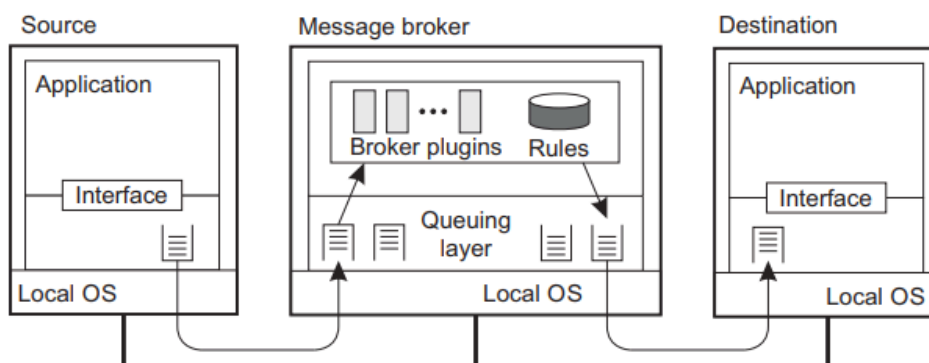 Source
Application
Interface
Local OS
Message broker
Broker plugins
Rules
Queuing
layer
Local OS
Destination
Application
Interface
Local OS